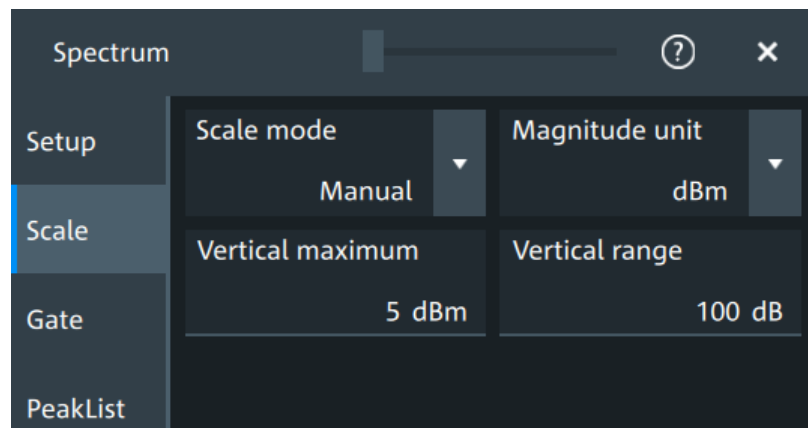 Spectrum
?
×
Setup
Scale
Gate
PeakList
Scale mode
Manual
Magnitude unit
dBm
Vertical maximum
5 dBm
Vertical range
100 dB